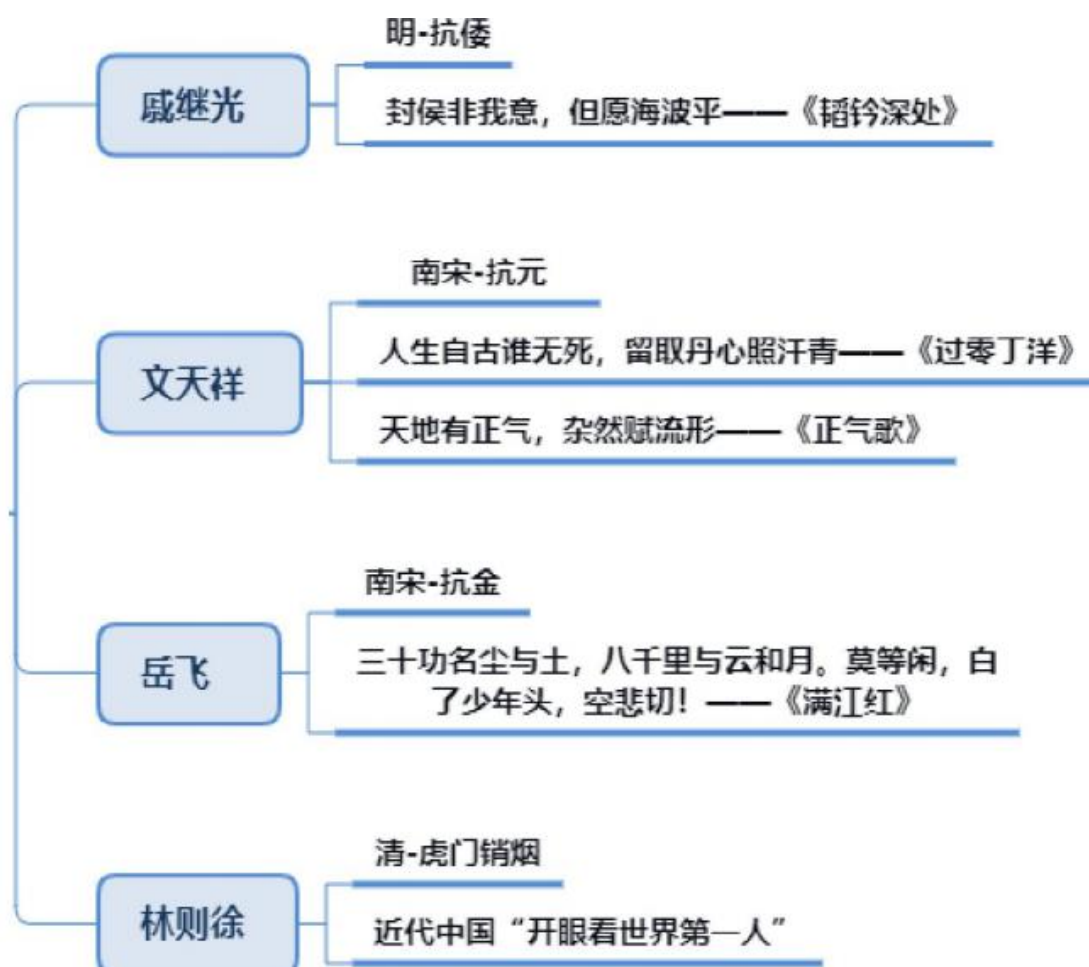 戚继光
明-抗倭
封侯非我意，但愿海波平——《韬钤深处》
文天祥
南宋-抗元
人生自古谁无死，留取丹心照汗青——《过零丁洋》
天地有正气，杂然赋流形——《正气歌》
岳飞
南宋-抗金
三十功名尘与土，八千里与云和月。莫等闲，白
了少年头，空悲切！——《满江红》
林则徐
清-虎门销烟
近代中国“开眼看世界第一人”